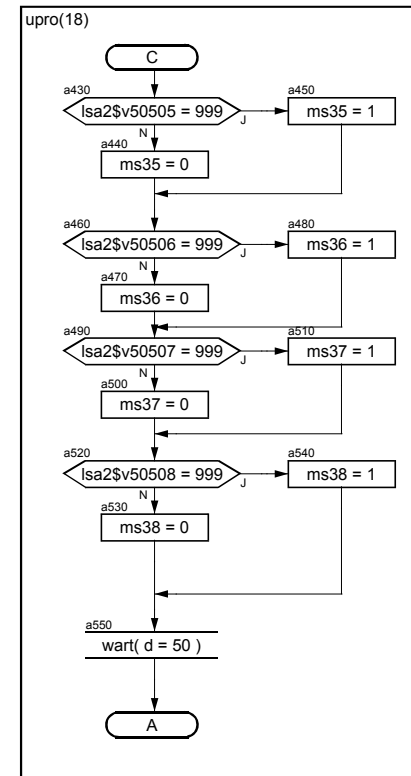 upro(18)
C
a430
lsa2$v50505 = 999
J
a450
ms35 = 1
N
a440
ms35 = 0
a460
lsa2$v50506 = 999
J
a480
ms36 = 1
N
a470
ms36 = 0
a490
lsa2$v50507 = 999
J
a510
ms37 = 1
N
a500
ms37 = 0
a520
lsa2$v50508 = 999
J
a540
ms38 = 1
N
a530
ms38 = 0
a550
wart( d = 50 )
A